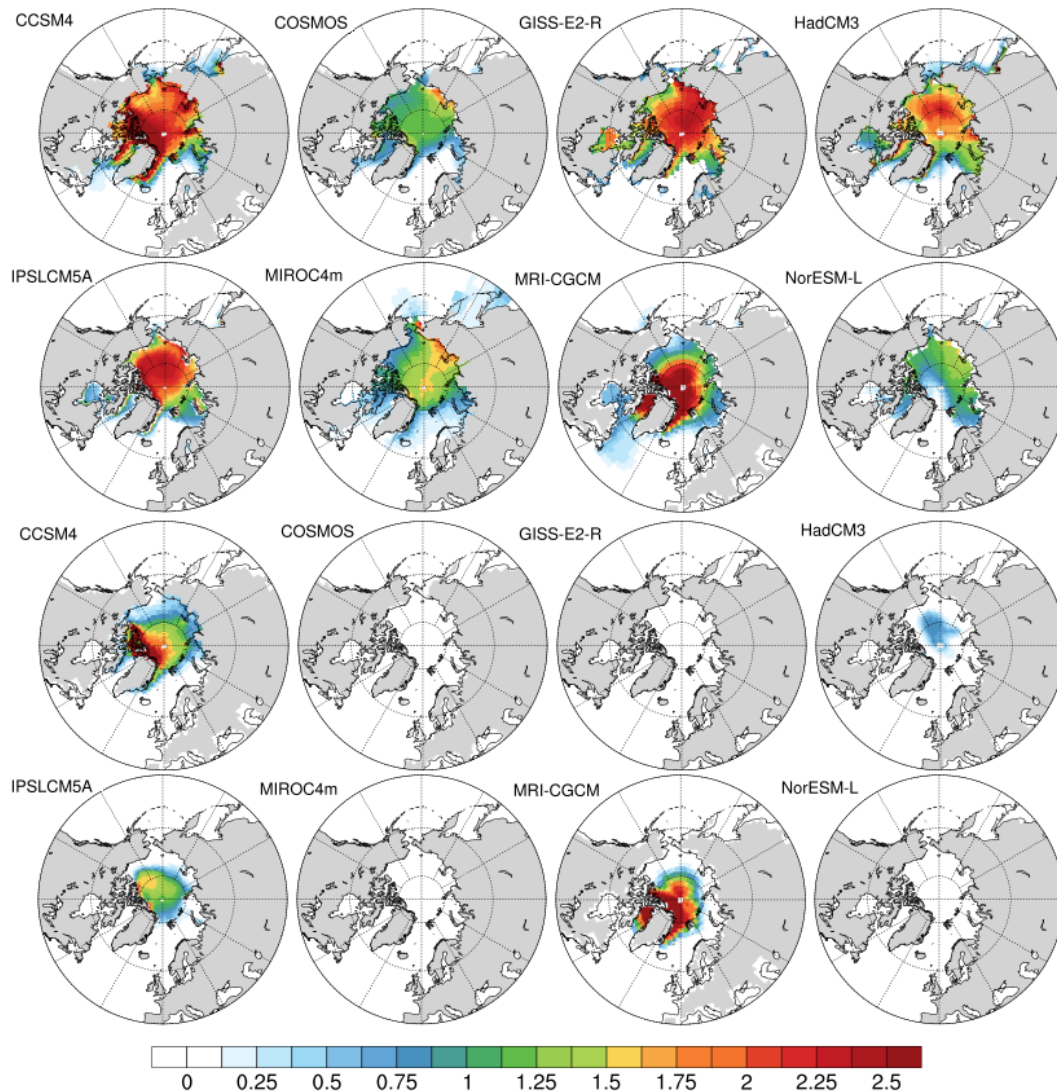 CCSM4 COSMOS GISS-E2-R HadCM3
IPSLCM5A MIROC4m MRI-CGCM NorESM-L
CCSM4 COSMOS GISS-E2-R HadCM3
IPSLCM5A MIROC4m MRI-CGCM NorESM-L
0 0.25 0.5 0.75 1 1.25 1.5 1.75 2 2.25 2.5